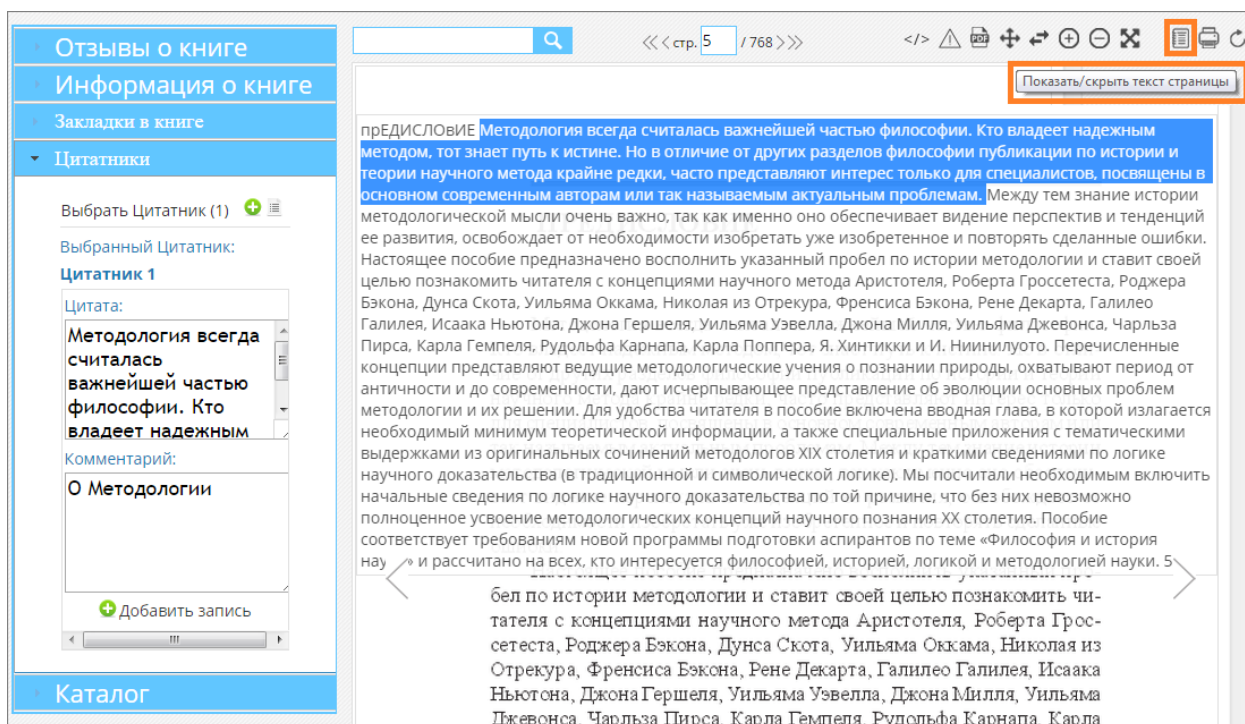 Отзывы о книге
Информация о книге
Закладки в книге
Цитатники
Выбрать Цитатник (1)
Выбранный Цитатник:
Цитатник 1
Цитата:
Методология всегда
считалась
важнейшей частью
философии. Кто
владеет надежным
Комментарий:
О Методологии
Добавить запись
Каталог
стр. 5 / 768
</>
PDF
Показать/скрыть текст страницы
прЕДИСЛОвИЕ Методология всегда считалась важнейшей частью философии. Кто владеет надежным
методом, тот знает путь к истине. Но в отличие от других разделов философии публикации по истории и
теории научного метода крайне редки, часто представляют интерес только для специалистов, посвящены в
основном современным авторам или так называемым актуальным проблемам. Между тем знание истории
методологической мысли очень важно, так как именно оно обеспечивает видение перспектив и тенденций
ее развития, освобождает от необходимости изобретать уже изобретенное и повторять сделанные ошибки.
Настоящее пособие предназначено восполнить указанный пробел по истории методологии и ставит своей
целью познакомить читателя с концепциями научного метода Аристотеля, Роберта Гроссетеста, Роджера
Бэкона, Дунса Скота, Уильяма Оккама, Николая из Отрекура, Френсиса Бэкона, Рене Декарта, Галилео
Галилея, Исаака Ньютона, Джона Гершеля, Уильяма Уэвелла, Джона Милля, Уильяма Джевонса, Чарльза
Пирса, Карла Гемпеля, Рудольфа Карнапа, Карла Поппера, Я. Хинтикки и И. Ниинилуото. Перечисленные
концепции представляют ведущие методологические учения о познании природы, охватывают период от
античности и до современности, дают исчерпывающее представление об эволюции основных проблем
методологии и их решении. Для удобства читателя в пособие включена вводная глава, в которой излагается
необходимый минимум теоретической информации, а также специальные приложения с тематическими
выдержками из оригинальных сочинений методологов XIX столетия и краткими сведениями по логике
научного доказательства (в традиционной и символической логике). Мы посчитали необходимым включить
начальные сведения по логике научного доказательства по той причине, что без них невозможно
полноценное усвоение методологических концепций научного познания XX столетия. Пособие
соответствует требованиям новой программы подготовки аспирантов по теме «Философия и история
нау » и рассчитано на всех, кто интересуется философией, историей, логикой и методологией науки. 5
Настоящее пособие предназначено восполнить указанный про-
бел по истории методологии и ставит своей целью познакомить чи-
тателя с концепциями научного метода Аристотеля, Роберта Грос-
сетеста, Роджера Бэкона, Дунса Скота, Уильяма Оккама, Николая из
Отрекура, Френсиса Бэкона, Рене Декарта, Галилео Галилея, Исаака
Ньютона, Джона Гершеля, Уильяма Уэвелла, Джона Милля, Уильяма
Джевонса, Чарльза Пирса, Карла Гемпеля, Рудольфа Карнапа, Карла